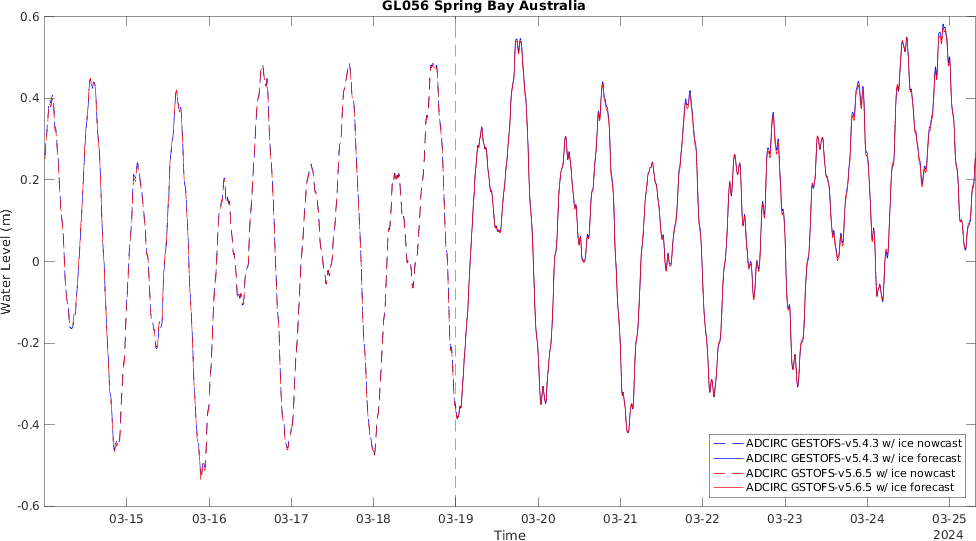 GL056 Spring Bay Australia
0.6
0.4
0.2
0
-0.2
-0.4
-0.6
Water Level (m)
ADCIRC GESTOFS-v5.4.3 w/ ice nowcast
ADCIRC GESTOFS-v5.4.3 w/ ice forecast
ADCIRC GSTOFS-v5.6.5 w/ ice nowcast
ADCIRC GSTOFS-v5.6.5 w/ ice forecast
03-15 03-16 03-17 03-18 03-19 03-20 03-21 03-22 03-23 03-24 03-25
Time 2024